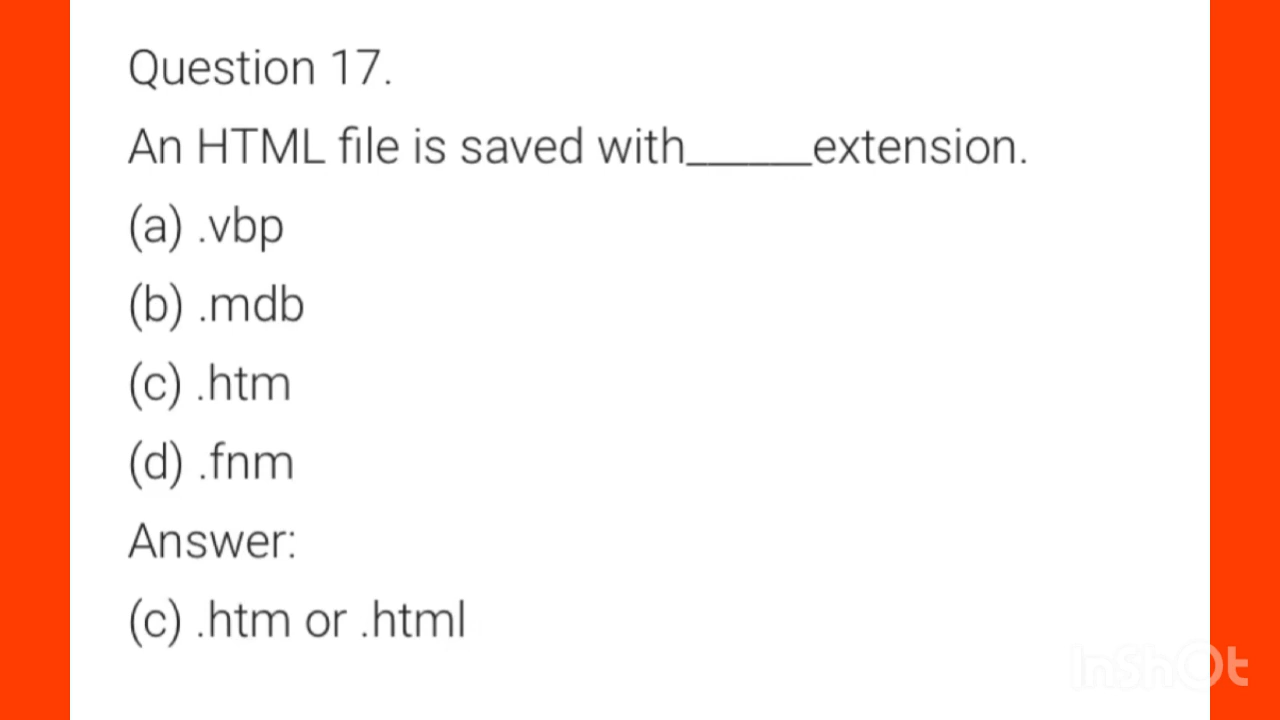 Question 17.
An HTML file is saved with______extension.
(a) .vbp
(b) .mdb
(c) .htm
(d) .fnm
Answer:
(c) .htm or .html
InShOt